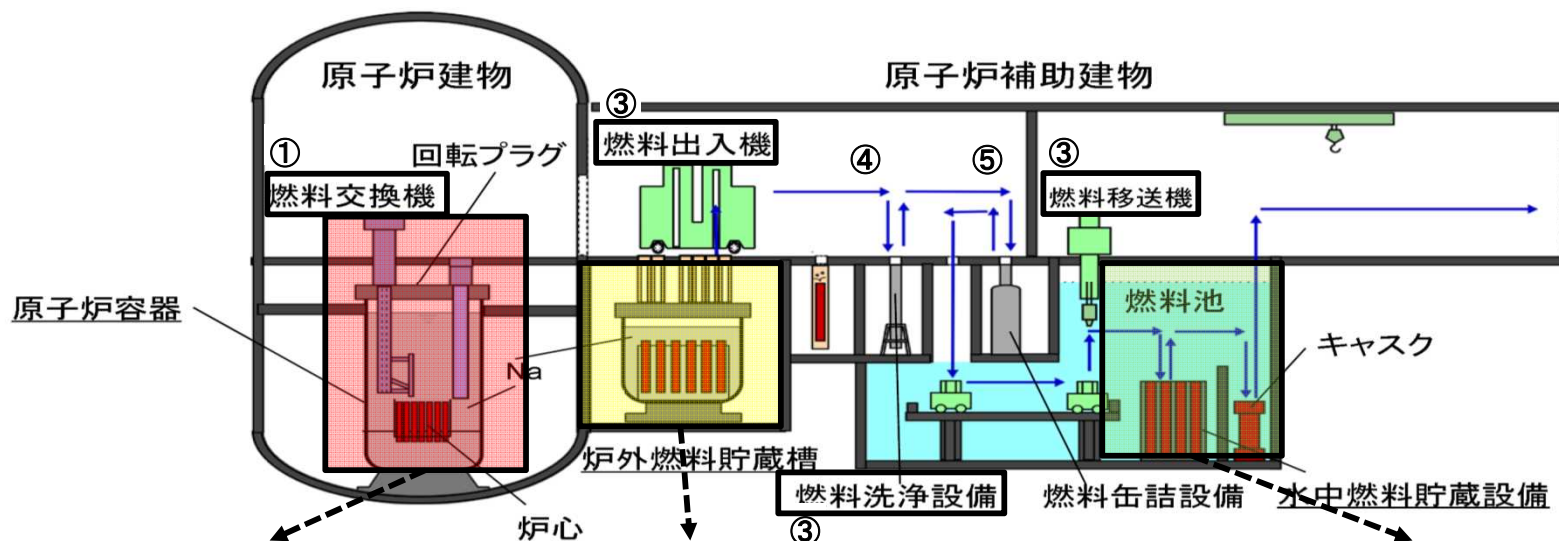 原子炉建物
原子炉補助建物
③
燃料出入機
①
回転プラグ
燃料交換機
④
⑤
③
燃料移送機
原子炉容器
Na
燃料池
キャスク
炉外燃料貯蔵槽
燃料洗浄設備
燃料缶詰設備
水中燃料貯蔵設備
炉心
③